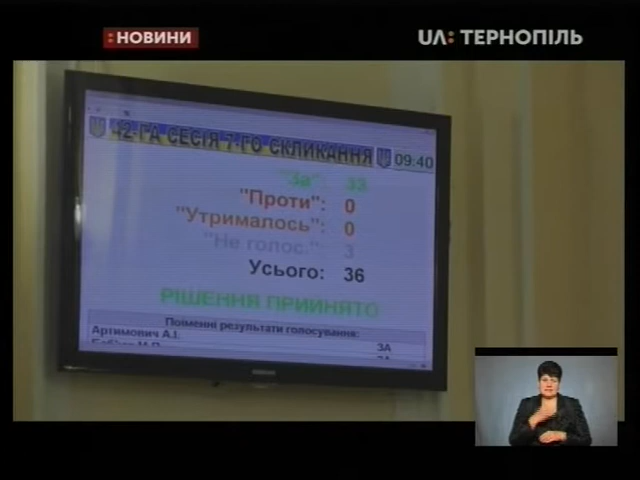 :НОВИНИ
UA: ТЕРНОПІЛЬ
42-ГА СЕСІЯ 7-ГО СКЛИКАННЯ 09:40
"За": 33
"Проти": 0
"Утрималось": 0
"Не голос.": 3
Усього: 36
РІШЕННЯ ПРИЙНЯТО
Поіменні результати голосування:
Артимович А.І. ЗА